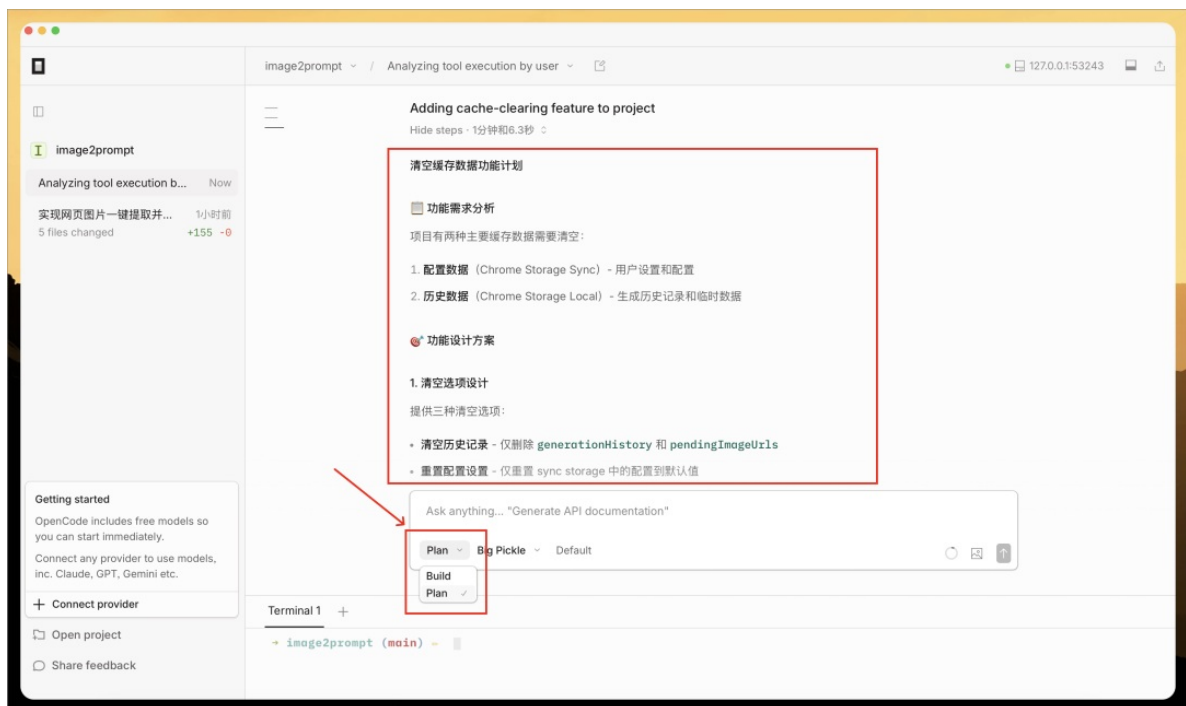 image2prompt / Analyzing tool execution by user
127.0.0.1:53243
I image2prompt
Analyzing tool execution b... Now
实现网页图片一键提取并... 1小时前
5 files changed +155 -0
Adding cache-clearing feature to project
Hide steps · 1分钟和6.3秒
清空缓存数据功能计划
功能需求分析
项目有两种主要缓存数据需要清空：
1. 配置数据（Chrome Storage Sync）- 用户设置和配置
2. 历史数据（Chrome Storage Local）- 生成历史记录和临时数据
功能设计方案
1. 清空选项设计
提供三种清空选项：
• 清空历史记录 - 仅删除 generationHistory 和 pendingImageUrls
• 重置配置设置 - 仅重置 sync storage 中的配置到默认值
Getting started
OpenCode includes free models so
you can start immediately.
Connect any provider to use models,
inc. Claude, GPT, Gemini etc.
+ Connect provider
Open project
Share feedback
Ask anything... "Generate API documentation"
Plan Big Pickle Default
Build
Plan ✓
Terminal 1 +
→ image2prompt (main) –